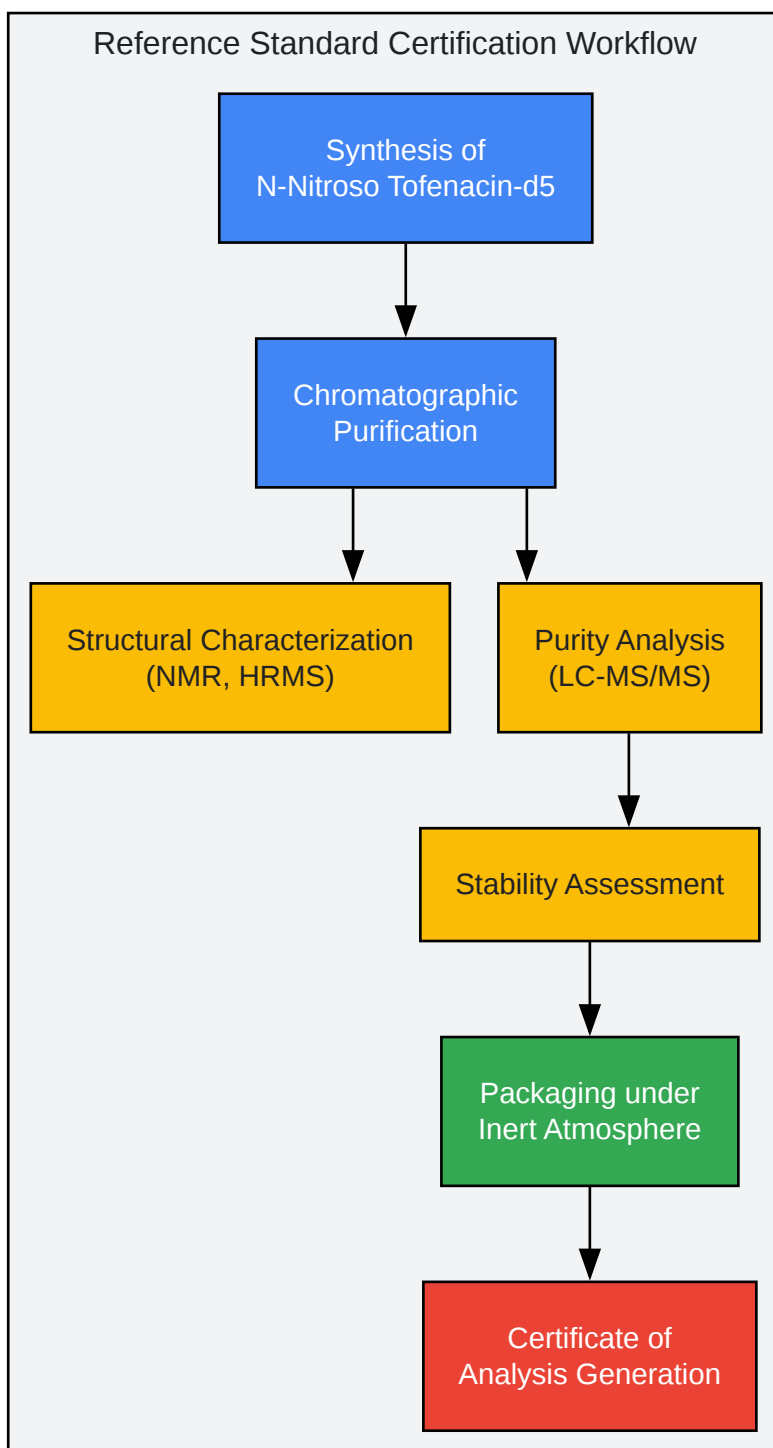 Reference Standard Certification Workflow
Synthesis of
N-Nitroso Tofenacin-d5
Chromatographic
Purification
Structural Characterization
(NMR, HRMS)
Purity Analysis
(LC-MS/MS)
Stability Assessment
Packaging under
Inert Atmosphere
Certificate of
Analysis Generation